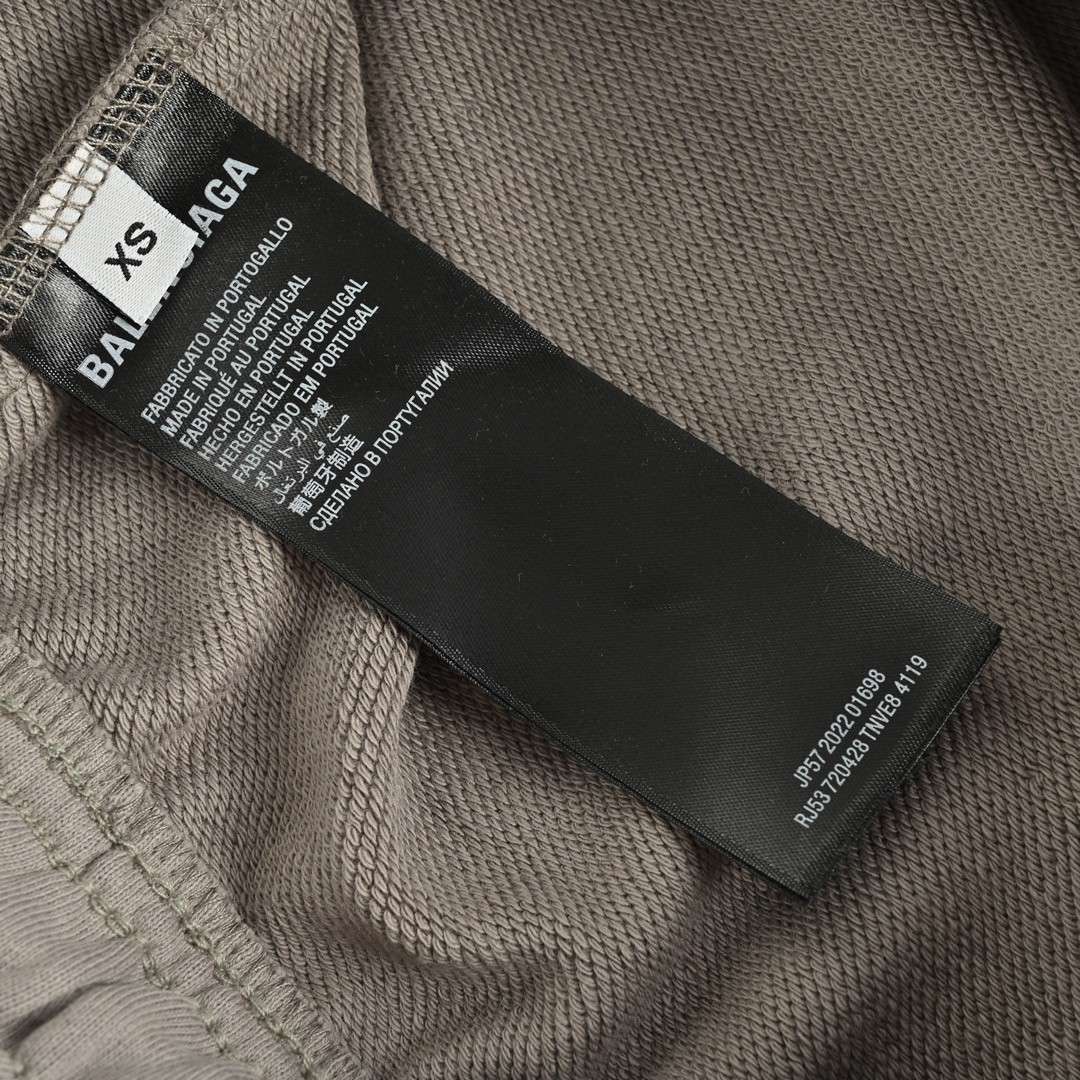 XS
BALENCIAGA
FABBRICATO IN PORTOGALLO
MADE IN PORTUGAL
FABRIQUÉ AU PORTUGAL
HECHO EN PORTUGAL
HERGESTELLT IN PORTUGAL
FABRICADO EM PORTUGAL
ポルトガル製
صنع في البرتغال
葡萄牙制造
СДЕЛАНО В ПОРТУГАЛИИ
JP57 2022 01698
RJ53 720428 TNVE8 4119